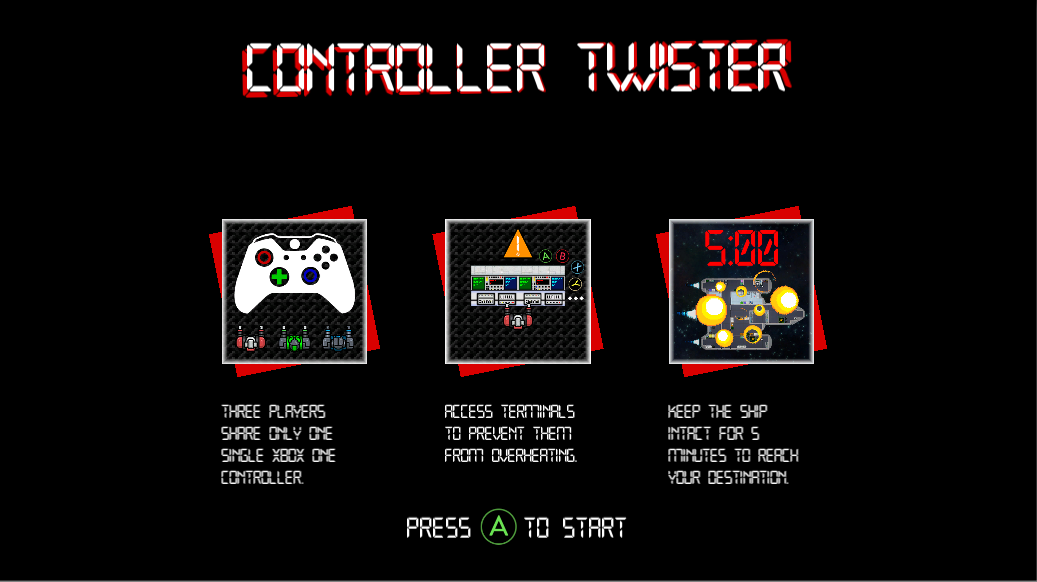 CONTROLLER TWISTER
5:00
A B
X
Y
THREE PLAYERS
SHARE ONLY ONE
SINGLE XBOX ONE
CONTROLLER.
ACCESS TERMINALS
TO PREVENT THEM
FROM OVERHEATING.
KEEP THE SHIP
INTACT FOR 5
MINUTES TO REACH
YOUR DESTINATION.
PRESS A TO START